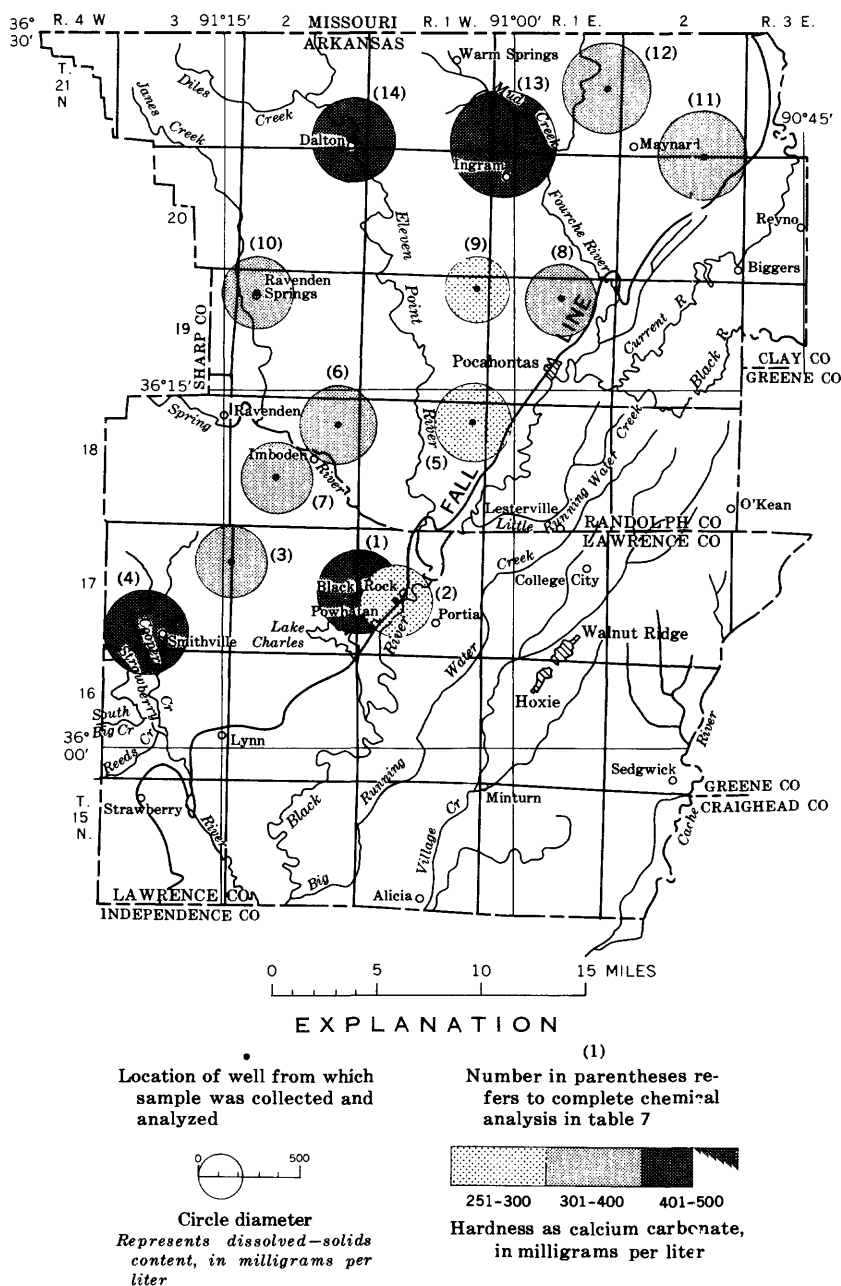 R. 4 W 3 91°15′ 2 MISSOURI R. 1 W. 91°00′ R. 1 E. 2 R. 3 E.
36°
30′
ARKANSAS
T.
21
N
Warm Springs
(12)
Janes
Creek
Diles
Creek
(14)
(13)
Mud
Creek
(11)
90°45′
Dalton
Ingram
Maynard
20
Eleven
Point
River
Fourche River
Reyno
(10)
(9)
(8)
Biggers
Ravenden
Springs
19
SHARP CO
FALL LINE
Current R
Black R
Pocahontas
CLAY CO
GREENE CO
36°15′
(6)
Spring
River
Ravenden
18
Imboden
(5)
(7)
Creek
Lesterville
Little Running Water
O'Kean
RANDOLPH CO
LAWRENCE CO
(1)
(3)
(4)
17
Black Rock
(2)
Creek
College City
Powhatan
Portia
River
Lake
Charles
Smithville
Cooper
Cr
Strawberry
Walnut Ridge
Water
Hoxie
16
South
Big Cr
Reeds Cr
36°
00′
Lynn
River
Running
Sedgwick
GREENE CO
CRAIGHEAD CO
T.
15
N.
Strawberry
Black
Cr
Minturn
Village
River
Cache
Big
Alicia
LAWRENCE CO
INDEPENDENCE CO
0 5 10 15 MILES
EXPLANATION
Location of well from which
sample was collected and
analyzed
(1)
Number in parentheses re-
fers to complete chemical
analysis in table 7
0 500
Circle diameter
Represents dissolved-solids
content, in milligrams per
liter
251-300 301-400 401-500
Hardness as calcium carbonate,
in milligrams per liter